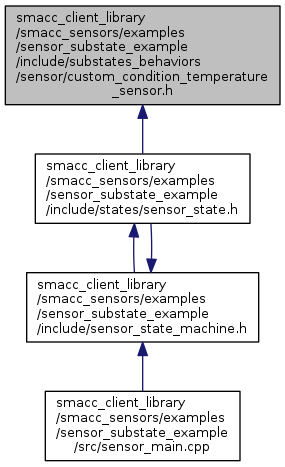 smacc_client_library
/smacc_sensors/examples
/sensor_substate_example
/include/substates_behaviors
/sensor/custom_condition_temperature
_sensor.h
smacc_client_library
/smacc_sensors/examples
/sensor_substate_example
/include/states/sensor_state.h
smacc_client_library
/smacc_sensors/examples
/sensor_substate_example
/include/sensor_state_machine.h
smacc_client_library
/smacc_sensors/examples
/sensor_substate_example
/src/sensor_main.cpp